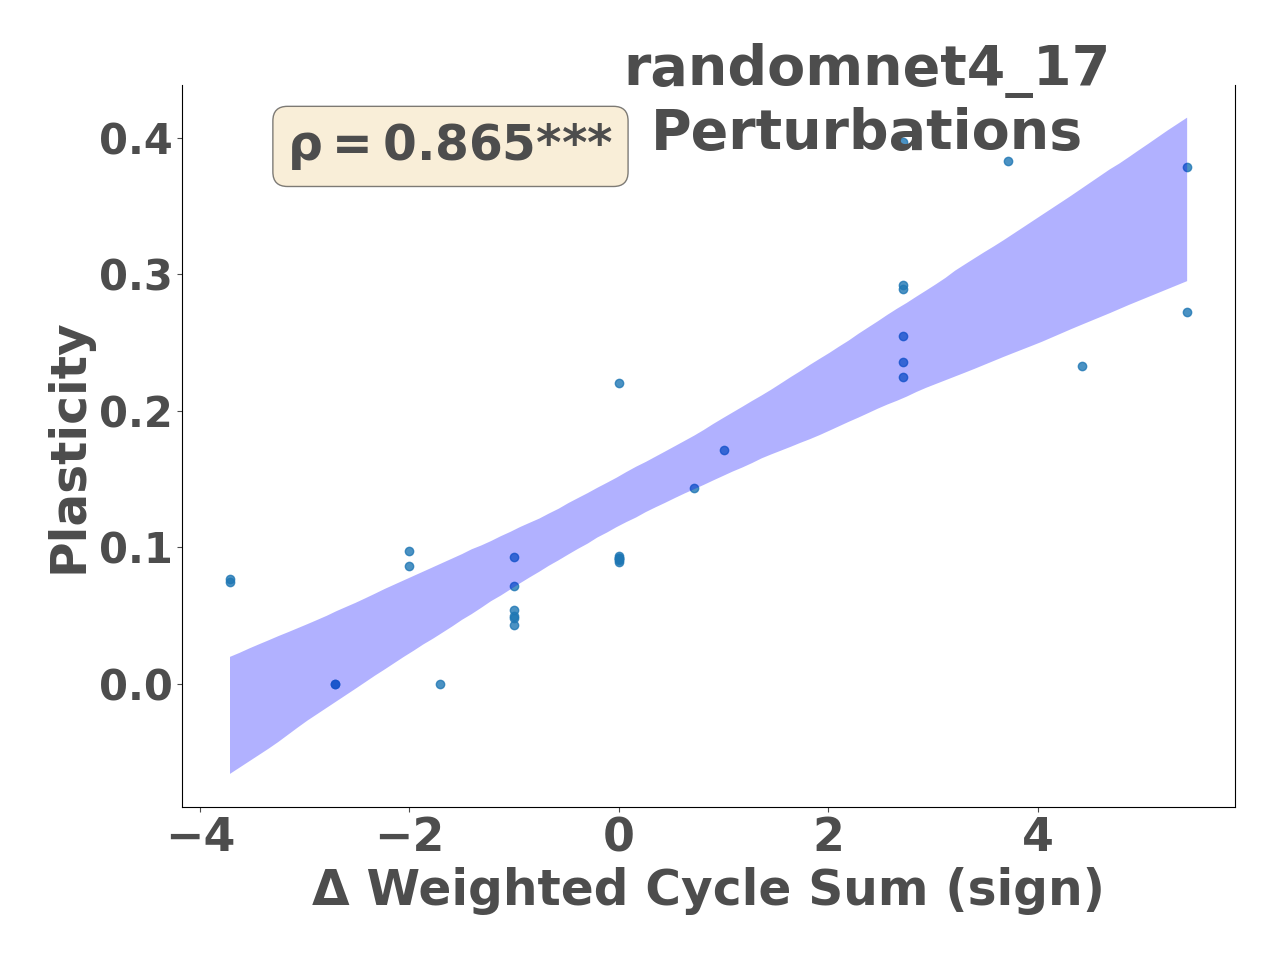 randomnet4_17
Perturbations
ρ = 0.865***
0.4
0.3
0.2
0.1
0.0
Plasticity
−4 −2 0 2 4
Δ Weighted Cycle Sum (sign)